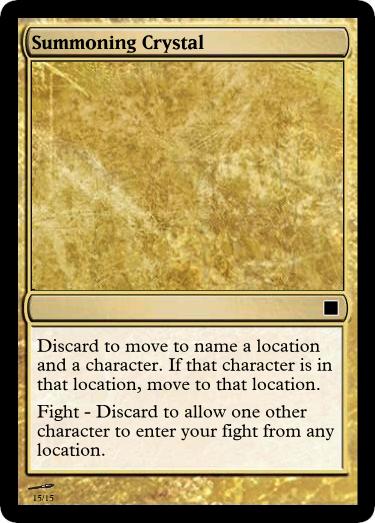 Summoning Crystal
Discard to move to name a location
and a character. If that character is in
that location, move to that location.
Fight - Discard to allow one other
character to enter your fight from any
location.
15/15